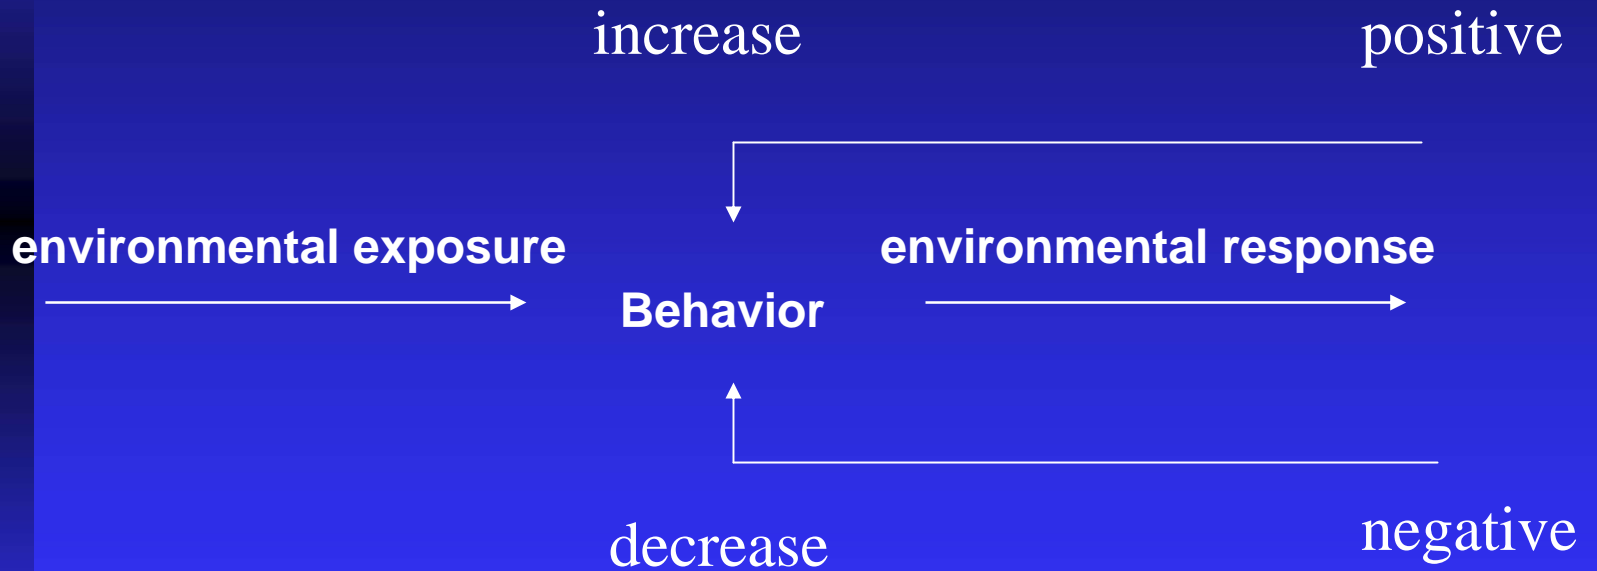 increase
positive
environmental exposure
environmental response
Behavior
decrease
negative